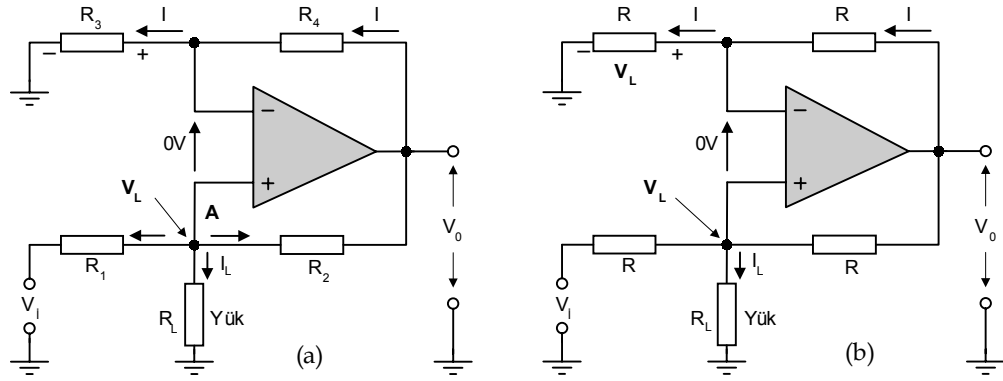 R3 I R4 I
− +
−
0V
+
VL
A
V0
R1 IL R2
Vi
RL Yük
(a)
R I R I
− +
VL
−
0V
+
VL
V0
R IL R
Vi
RL Yük
(b)